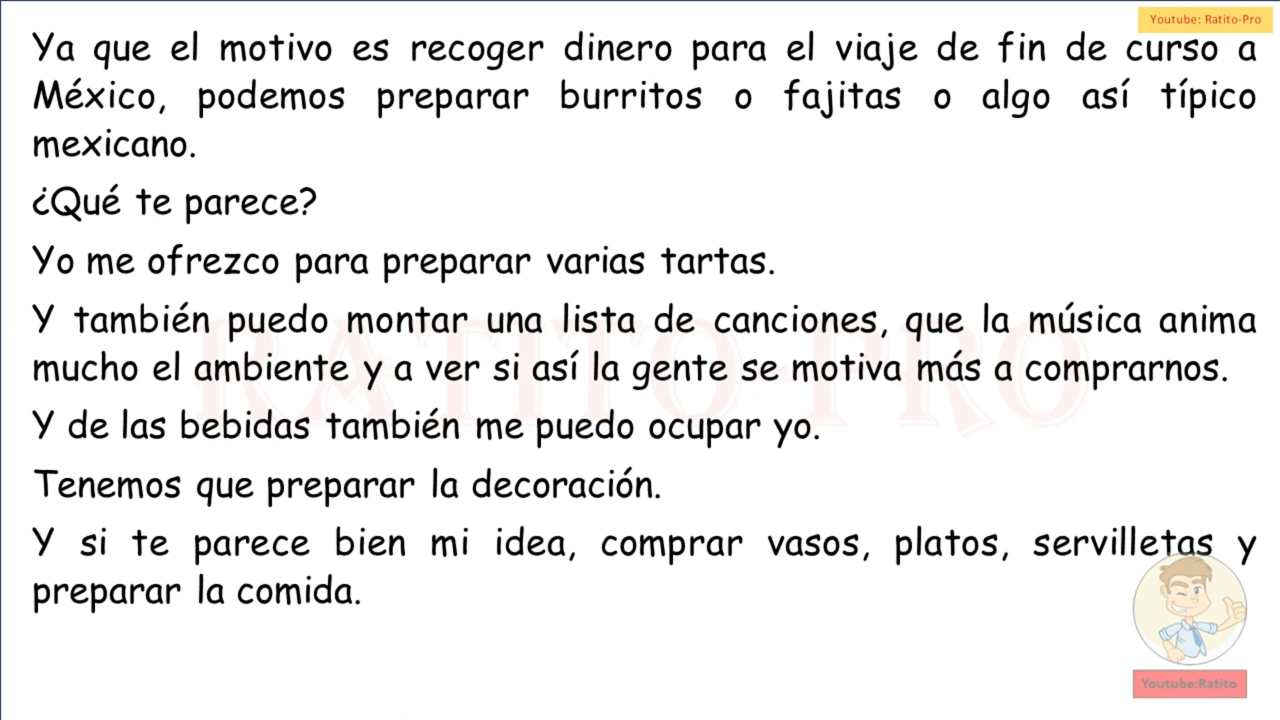 Youtube: Ratito-Pro
Ya que el motivo es recoger dinero para el viaje de fin de curso a
México, podemos preparar burritos o fajitas o algo así típico
mexicano.
¿Qué te parece?
Yo me ofrezco para preparar varias tartas.
Y también puedo montar una lista de canciones, que la música anima
mucho el ambiente y a ver si así la gente se motiva más a comprarnos.
RATITO-PRO
Y de las bebidas también me puedo ocupar yo.
Tenemos que preparar la decoración.
Y si te parece bien mi idea, comprar vasos, platos, servilletas y
preparar la comida.
Youtube:Ratito